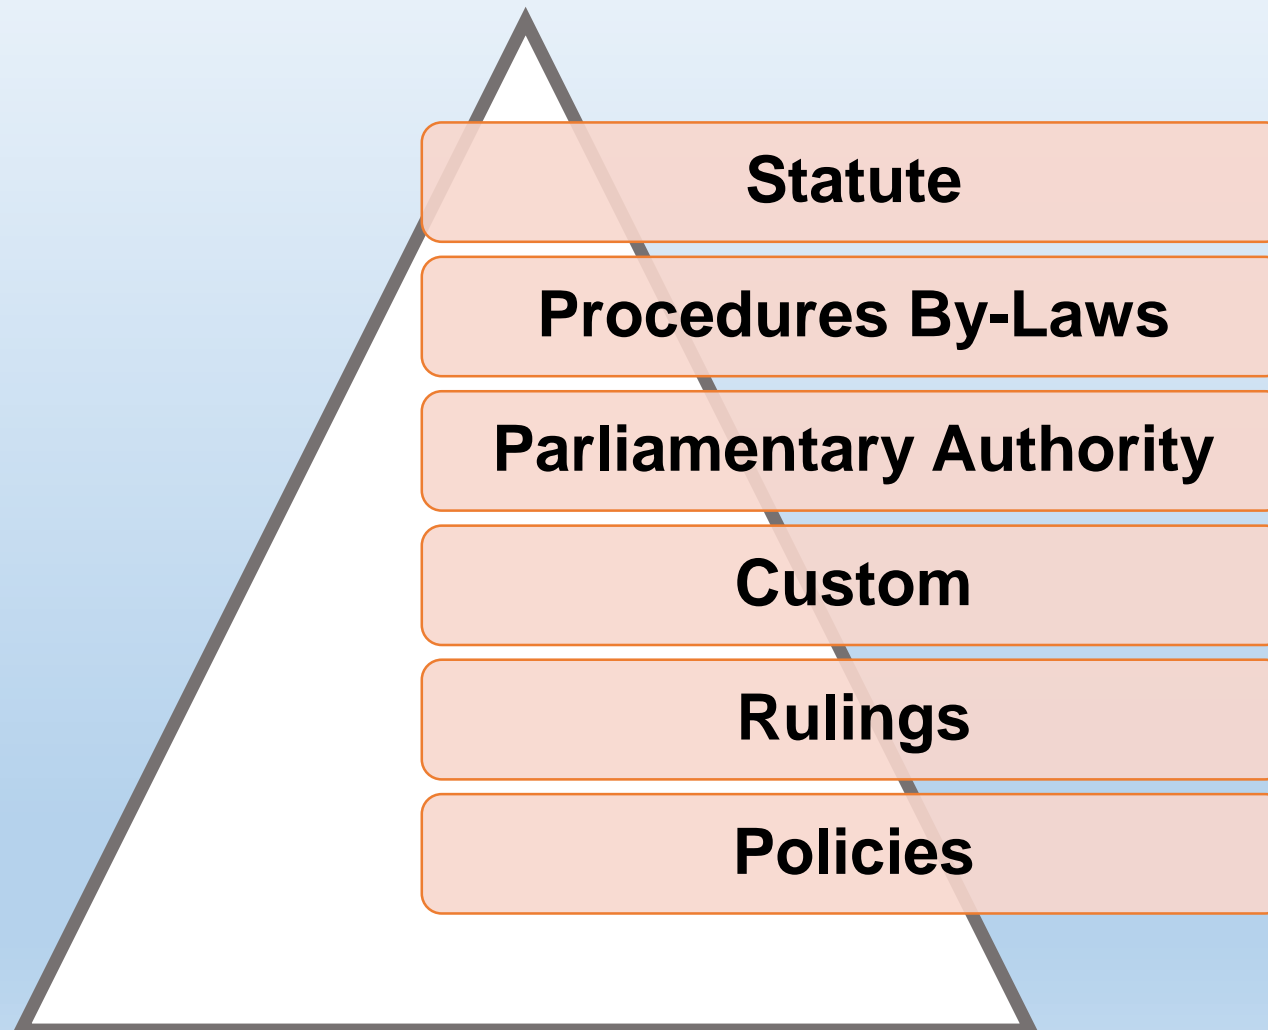 Statute
Procedures By-Laws
Parliamentary Authority
Custom
Rulings
Policies